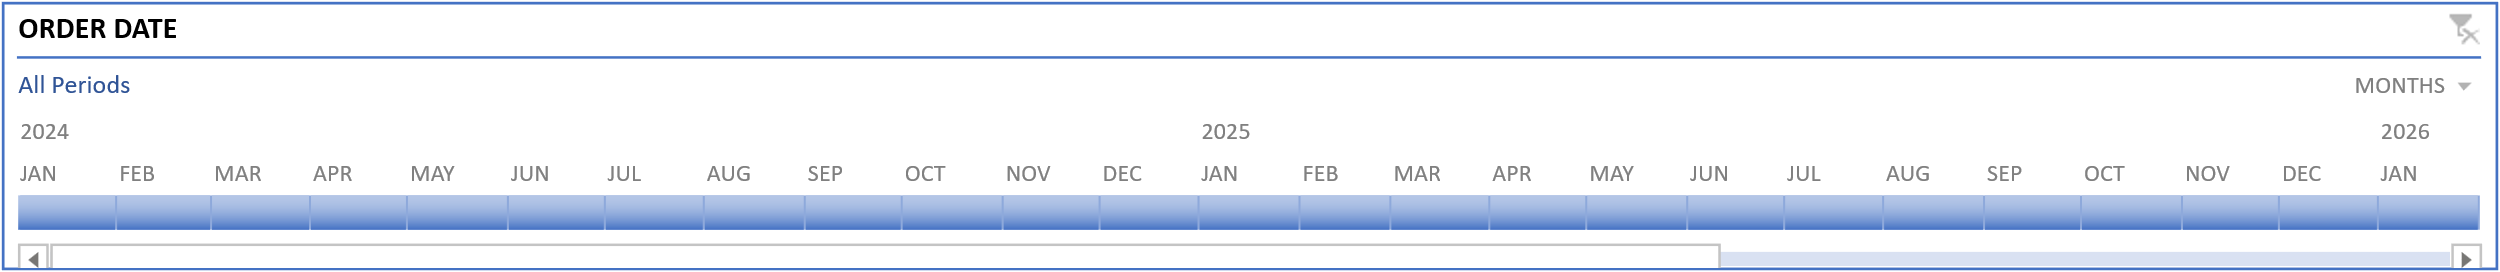 ORDER DATE
All Periods MONTHS
2024 2025 2026
JAN FEB MAR APR MAY JUN JUL AUG SEP OCT NOV DEC JAN FEB MAR APR MAY JUN JUL AUG SEP OCT NOV DEC JAN